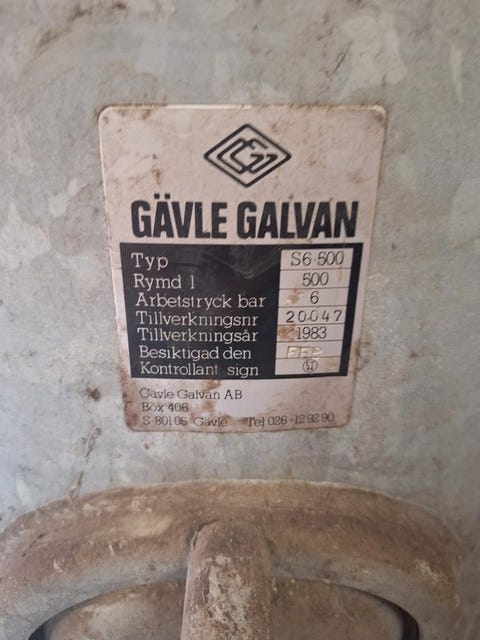 GÄVLE GALVAN
Typ S6-500
Rymd l 500
Arbetstryck bar 6
Tillverkningsnr 20047
Tillverkningsår 1983
Besiktigad den
Kontrollant sign
Gävle Galvan AB
Box 406
S-801 05 Gävle Tel 026-12 92 90